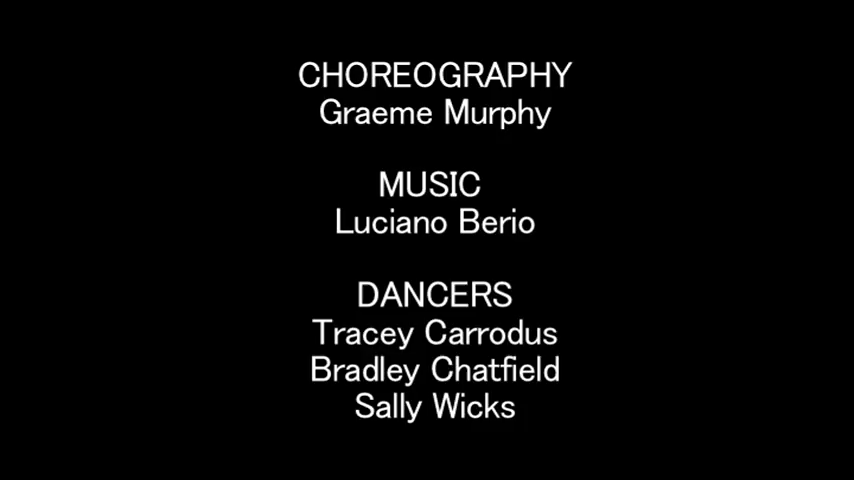 CHOREOGRAPHY
Graeme Murphy
MUSIC
Luciano Berio
DANCERS
Tracey Carrodus
Bradley Chatfield
Sally Wicks